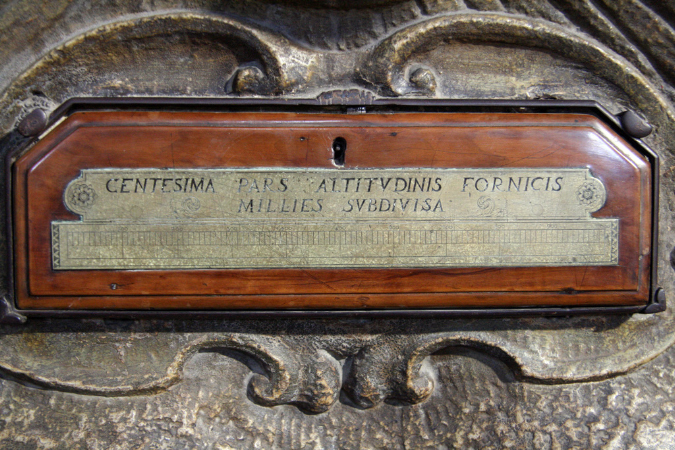 CENTESIMA PARS ALTITVDINIS FORNICIS
MILLIES SVBDIVISA